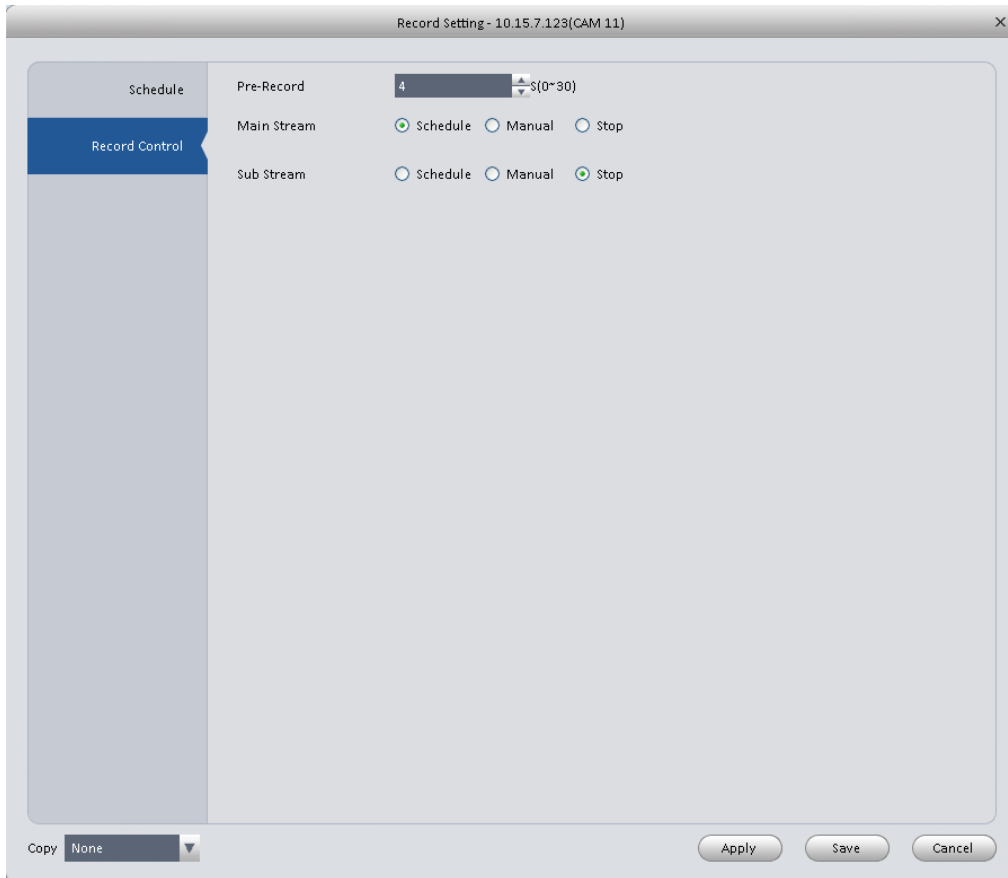 Record Setting - 10.15.7.123(CAM 11)
Schedule
Record Control
Pre-Record 4 S(0~30)
Main Stream Schedule Manual Stop
Sub Stream Schedule Manual Stop
Copy None Apply Save Cancel